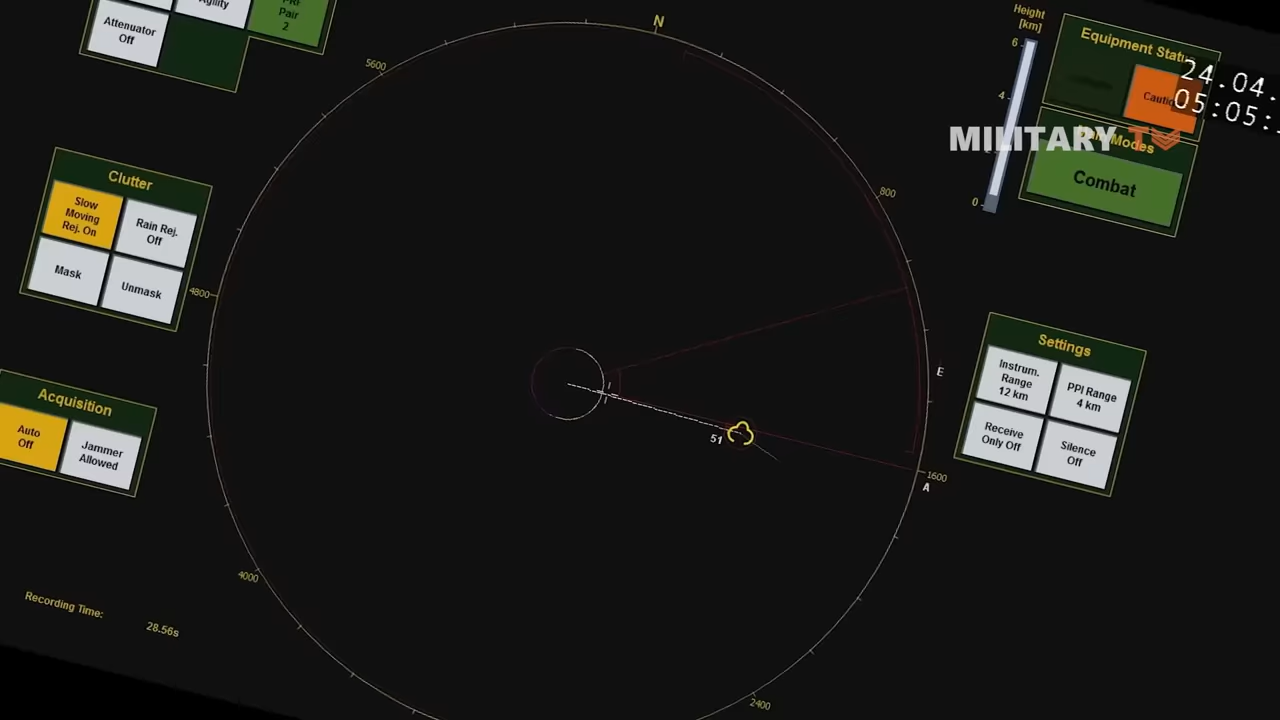 Agility
PRF
Pair
2
Attenuator
Off
N
Height
[km]
6
4
0
Equipment
24.04.
05:05:
MILITARY TV
Modes
Combat
5600
800
Clutter
Slow
Moving
Rej. On
Rain Rej.
Off
Mask
Unmask
4800
E
Settings
Instrum.
Range
12 km
PPI Range
4 km
Receive
Only Off
Silence
Off
Acquisition
Auto
Off
Jammer
Allowed
51
1600
A
4000
Recording Time:
28.56s
2400